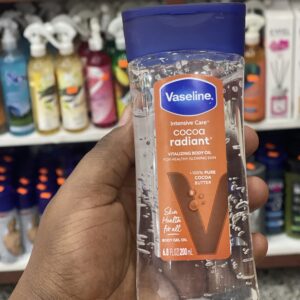 Vaseline.
Intensive Care™
cocoa
radiant
VITALIZING BODY OIL
FOR HEALTHY GLOWING SKIN
100% PURE
COCOA
BUTTER
Skin
Health
for all
BODY GEL OIL
6.8 FL OZ 200 mL